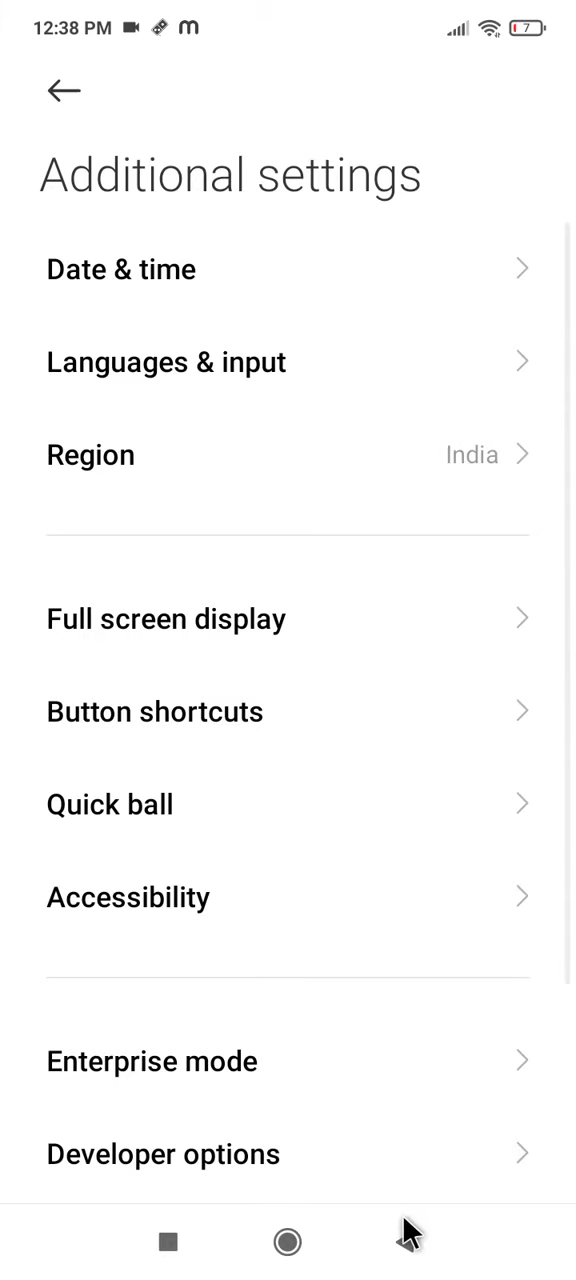 12:38 PM 7
Additional settings
Date & time
Languages & input
Region India
Full screen display
Button shortcuts
Quick ball
Accessibility
Enterprise mode
Developer options